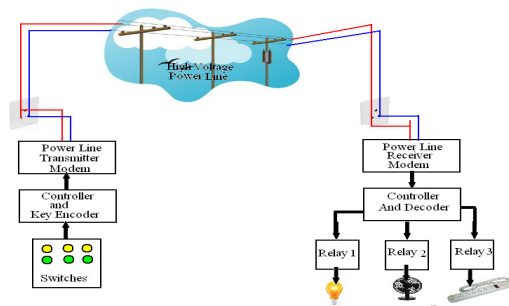 High Voltage
Power Line
Power Line
Transmitter
Modem
Controller
and
Key Encoder
Switches
Power Line
Receiver
Modem
Controller
And Decoder
Relay 1
Relay 2
Relay 3